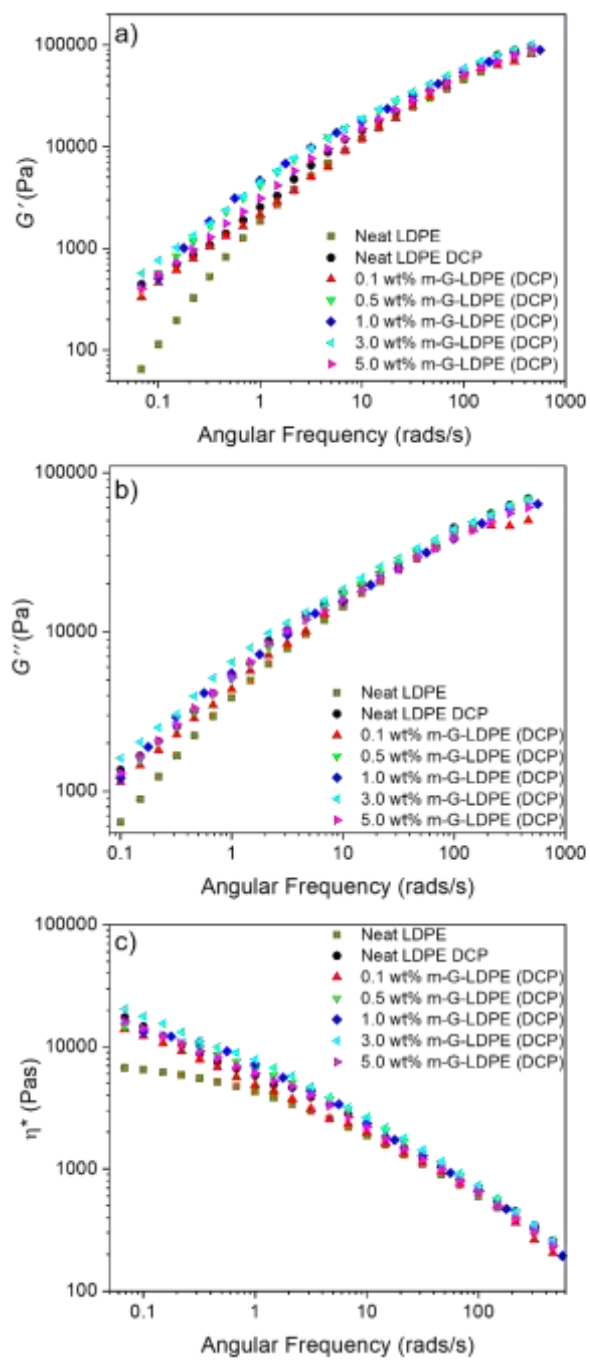 a)
100000
10000
1000
100
G′(Pa)
Neat LDPE
Neat LDPE DCP
0.1 wt% m-G-LDPE (DCP)
0.5 wt% m-G-LDPE (DCP)
1.0 wt% m-G-LDPE (DCP)
3.0 wt% m-G-LDPE (DCP)
5.0 wt% m-G-LDPE (DCP)
0.1 1 10 100 1000
Angular Frequency (rads/s)
b)
100000
10000
1000
G″(Pa)
Neat LDPE
Neat LDPE DCP
0.1 wt% m-G-LDPE (DCP)
0.5 wt% m-G-LDPE (DCP)
1.0 wt% m-G-LDPE (DCP)
3.0 wt% m-G-LDPE (DCP)
5.0 wt% m-G-LDPE (DCP)
0.1 1 10 100 1000
Angular Frequency (rads/s)
c)
100000
10000
1000
100
η* (Pas)
Neat LDPE
Neat LDPE DCP
0.1 wt% m-G-LDPE (DCP)
0.5 wt% m-G-LDPE (DCP)
1.0 wt% m-G-LDPE (DCP)
3.0 wt% m-G-LDPE (DCP)
5.0 wt% m-G-LDPE (DCP)
0.1 1 10 100
Angular Frequency (rads/s)